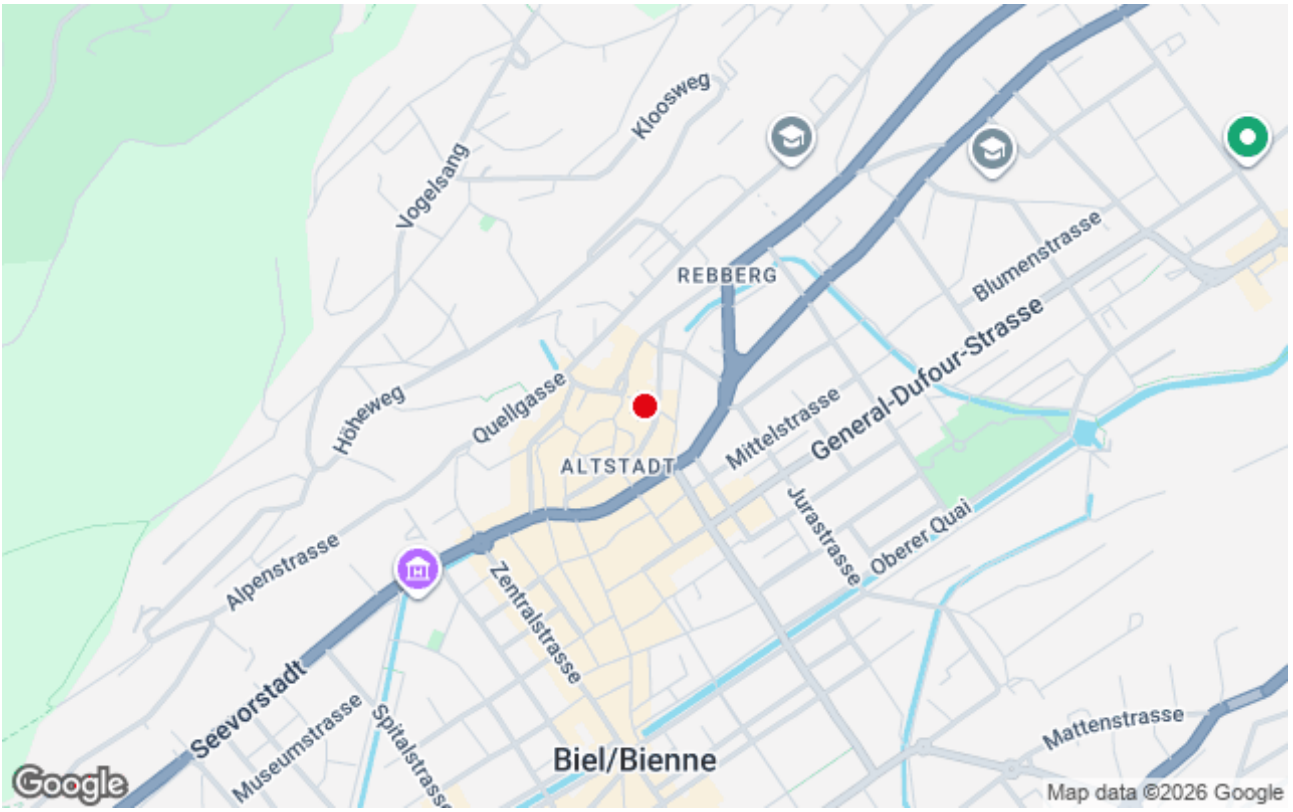 Kloosweg
Vogelsang
REBBERG
Blumenstrasse
General-Dufour-Strasse
Höheweg
Quellgasse
Mittelstrasse
ALTSTADT
Jurastrasse
Oberer Quai
Alpenstrasse
Zentralstrasse
Seevorstadt
Museumstrasse
Spitalstrasse
Mattenstrasse
Biel/Bienne
Google
Map data ©2026 Google